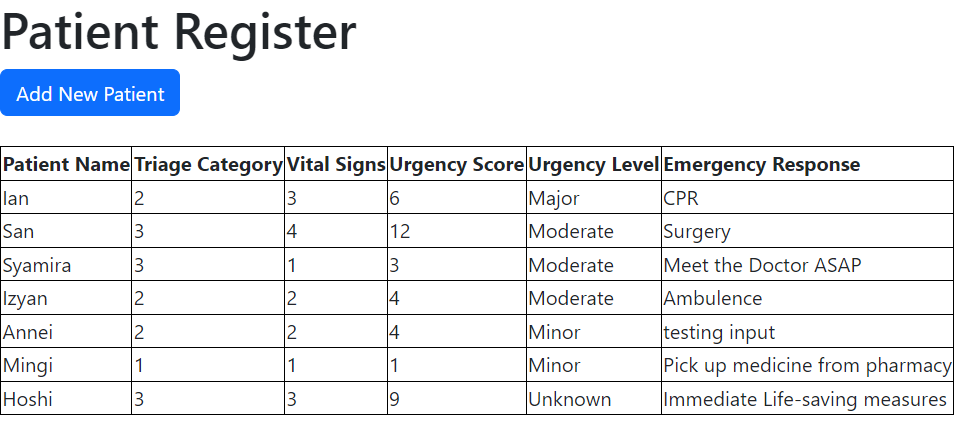 Patient Register
Add New Patient
Patient Name Triage Category Vital Signs Urgency Score Urgency Level Emergency Response
Ian 2 3 6 Major CPR
San 3 4 12 Moderate Surgery
Syamira 3 1 3 Moderate Meet the Doctor ASAP
Izyan 2 2 4 Moderate Ambulence
Annei 2 2 4 Minor testing input
Mingi 1 1 1 Minor Pick up medicine from pharmacy
Hoshi 3 3 9 Unknown Immediate Life-saving measures